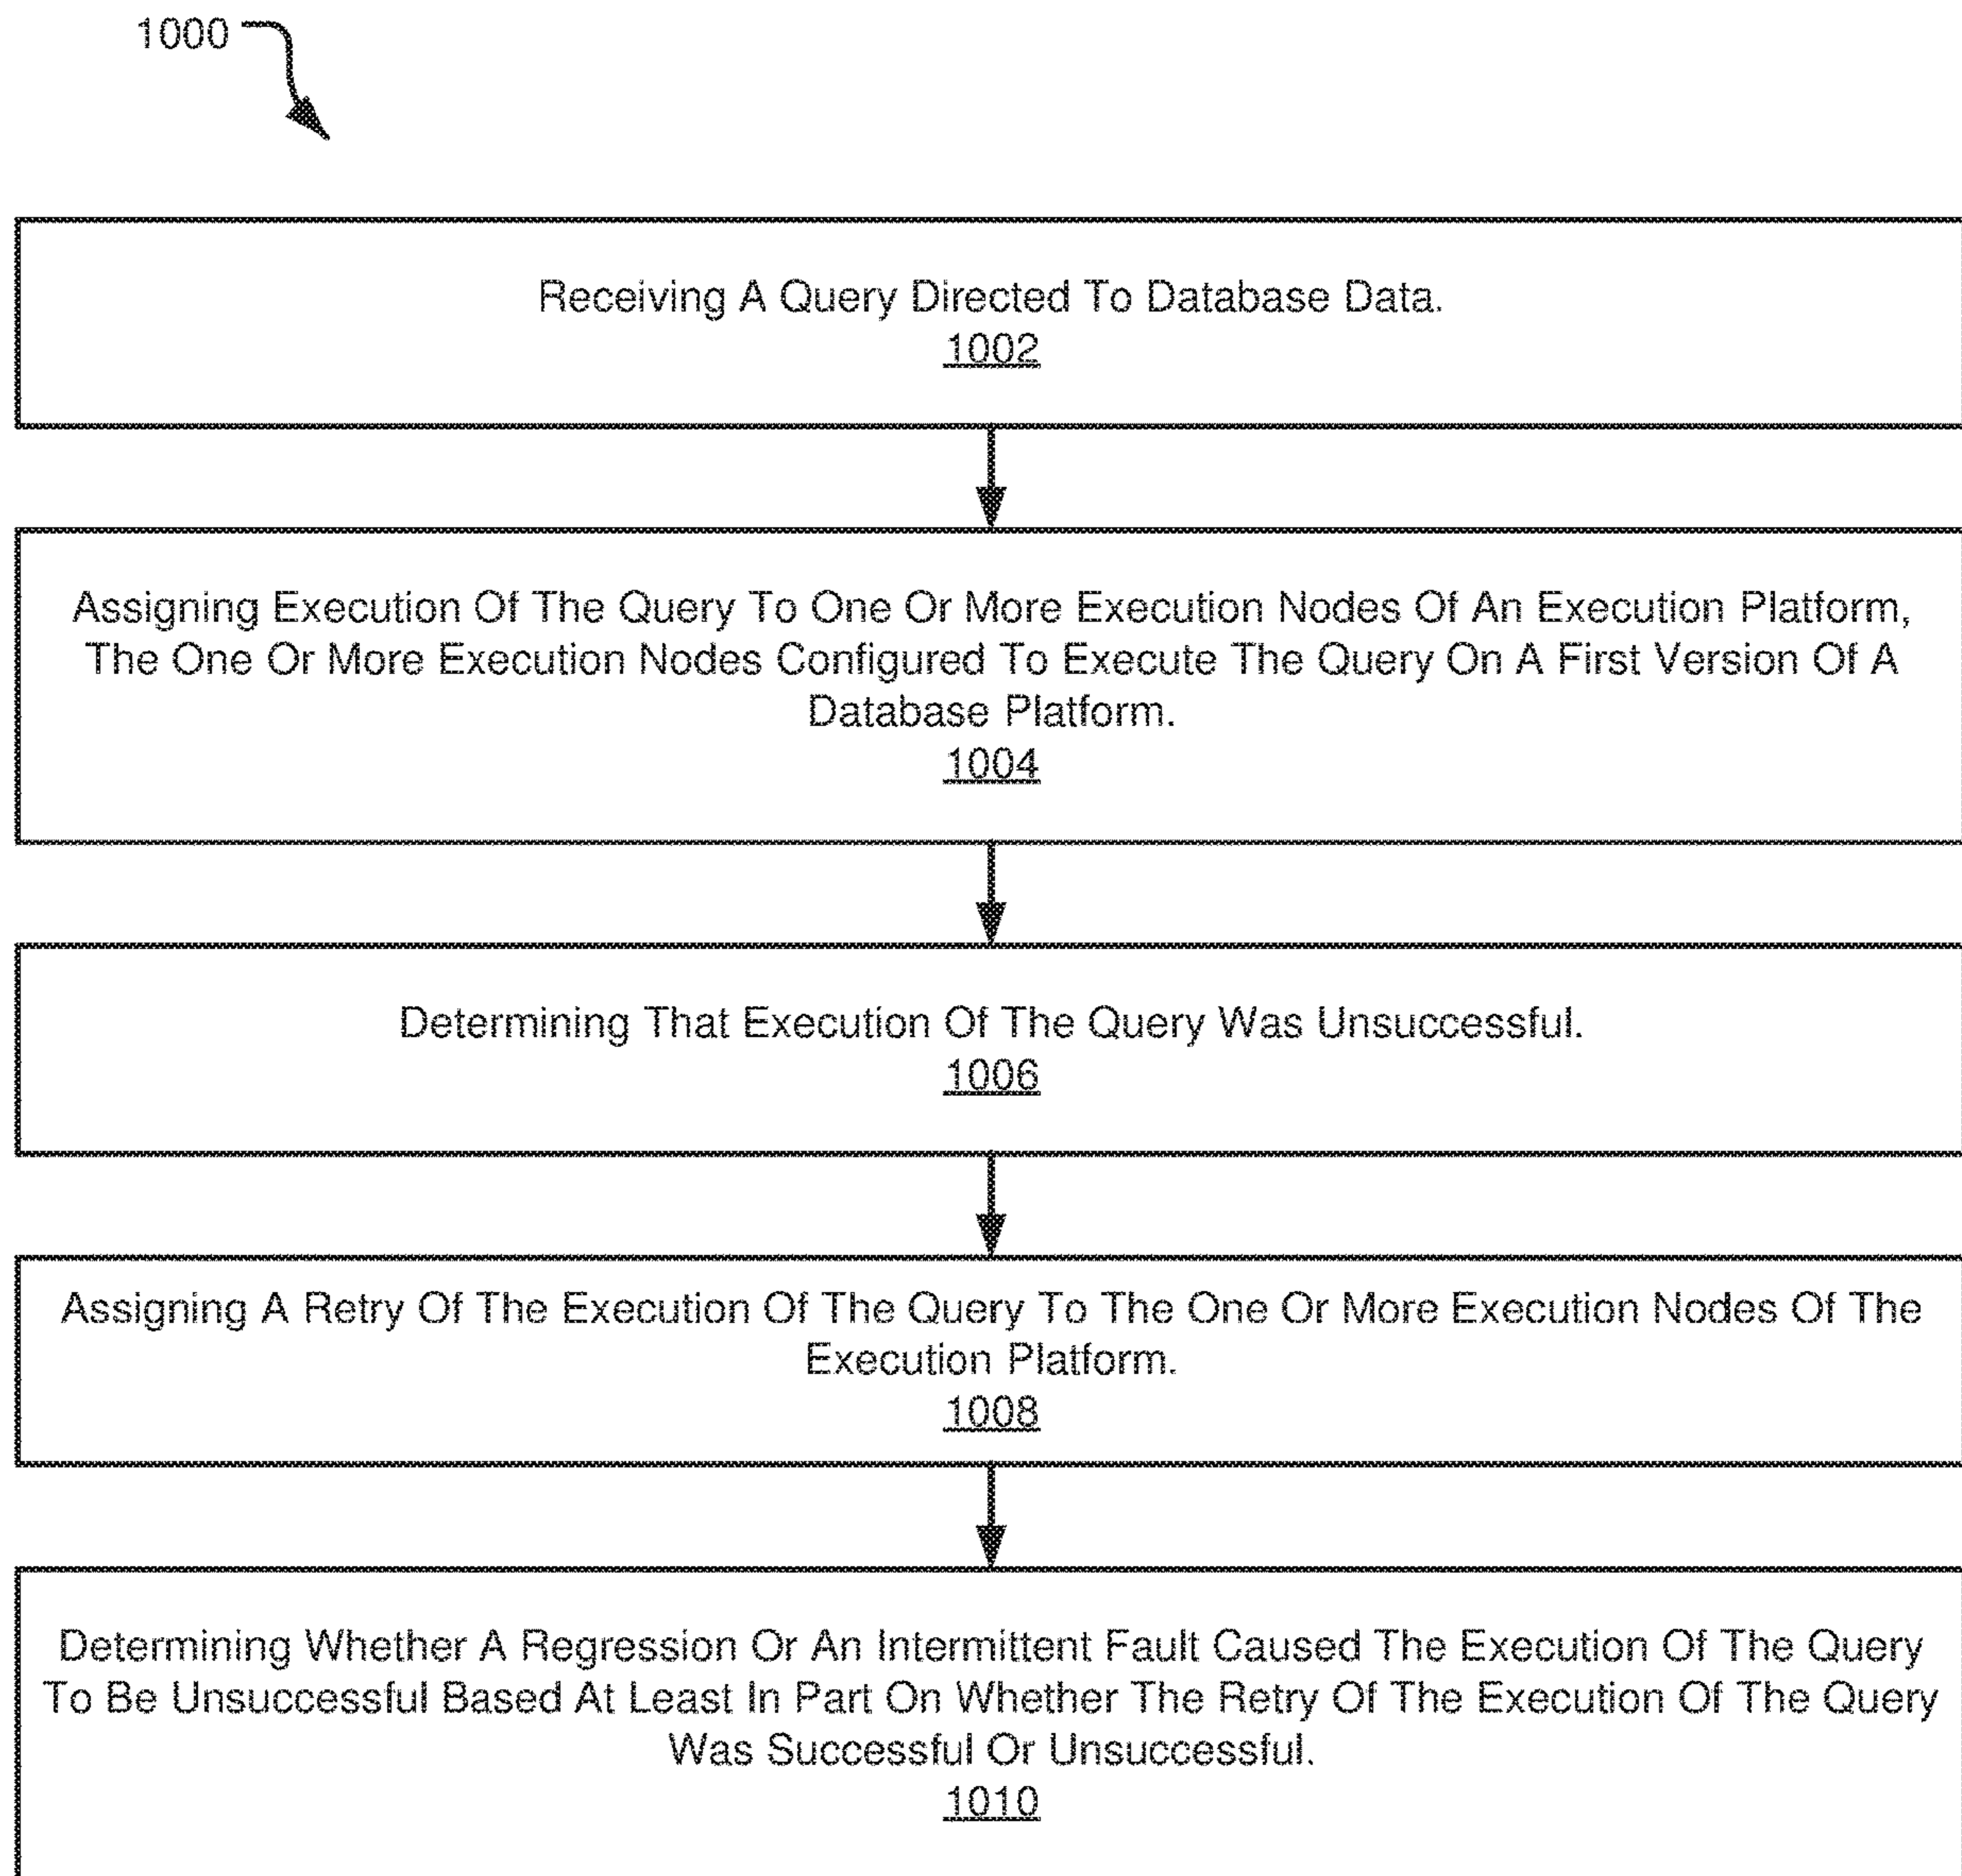 1000
Receiving A Query Directed To Database Data.
1002
Assigning Execution Of The Query To One Or More Execution Nodes Of An Execution Platform,
The One Or More Execution Nodes Configured To Execute The Query On A First Version Of A
Database Platform.
1004
Determining That Execution Of The Query Was Unsuccessful.
1006
Assigning A Retry Of The Execution Of The Query To The One Or More Execution Nodes Of The
Execution Platform.
1008
Determining Whether A Regression Or An Intermittent Fault Caused The Execution Of The Query
To Be Unsuccessful Based At Least In Part On Whether The Retry Of The Execution Of The Query
Was Successful Or Unsuccessful.
1010